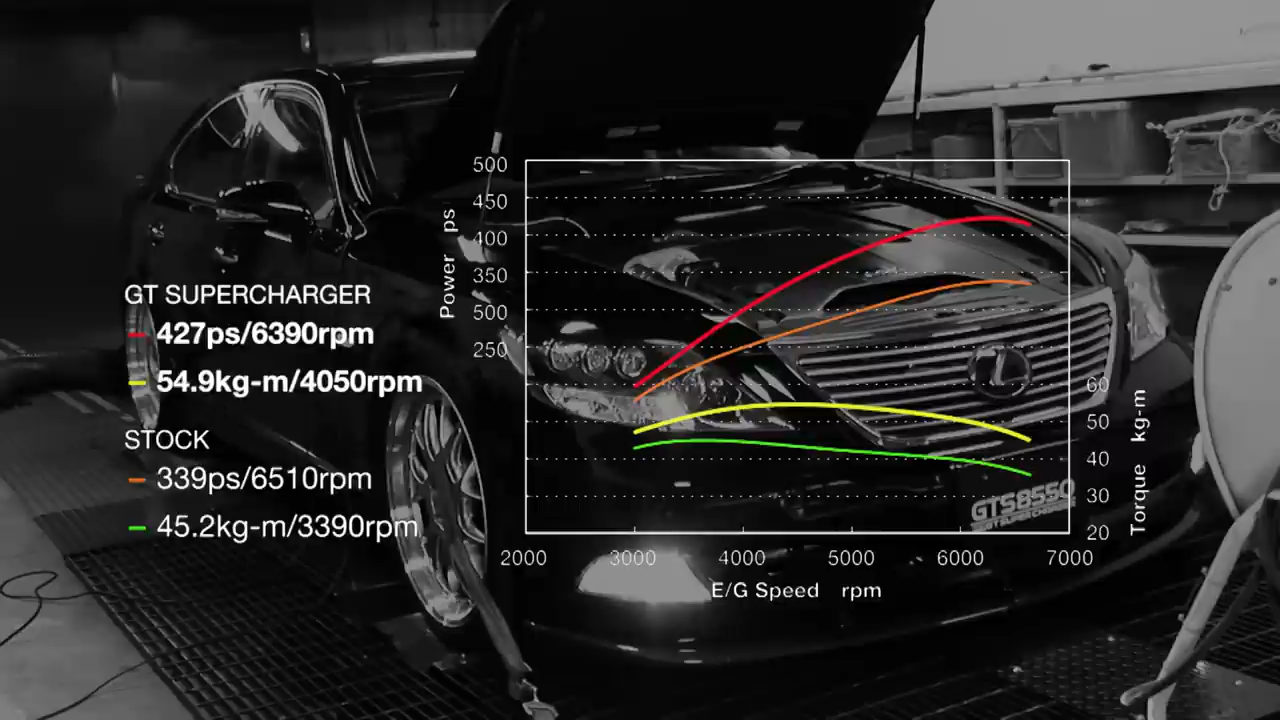 GT SUPERCHARGER
427ps/6390rpm
54.9kg-m/4050rpm
STOCK
339ps/6510rpm
45.2kg-m/3390rpm
Power ps
500
450
400
350
500
250
60
50
40
30
20
Torque kg-m
2000 3000 4000 5000 6000 7000
E/G Speed rpm
GTS8550